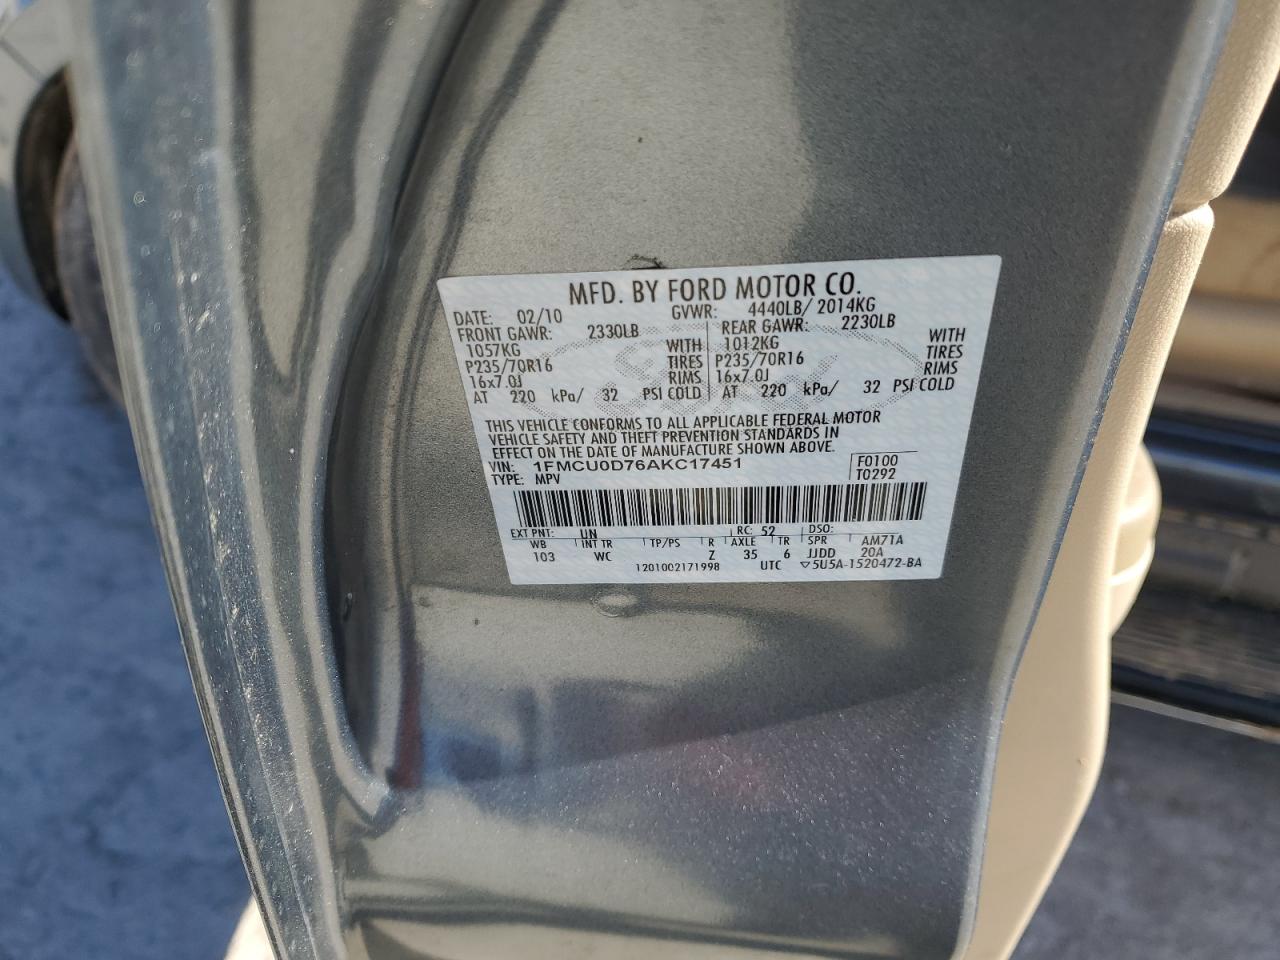 MFD. BY FORD MOTOR CO.
DATE: 02/10 GVWR: 4440LB/ 2014KG
FRONT GAWR: 2330LB REAR GAWR: 2230LB
1057KG WITH 1012KG WITH
P235/70R16 TIRES P235/70R16 TIRES
16x7.0J RIMS 16x7.0J RIMS
AT 220 kPa/ 32 PSI COLD AT 220 kPa/ 32 PSI COLD
THIS VEHICLE CONFORMS TO ALL APPLICABLE FEDERAL MOTOR
VEHICLE SAFETY AND THEFT PREVENTION STANDARDS IN
EFFECT ON THE DATE OF MANUFACTURE SHOWN ABOVE.
VIN: 1FMCU0D76AKC17451 F0100
TYPE: MPV T0292
EXT PNT: UN RC: 52 DSO:
WB INT TR TP/PS R AXLE TR SPR AM71A
103 WC Z 35 6 JJDD 20A
1201002171998 UTC ▽5U5A-1520472-BA